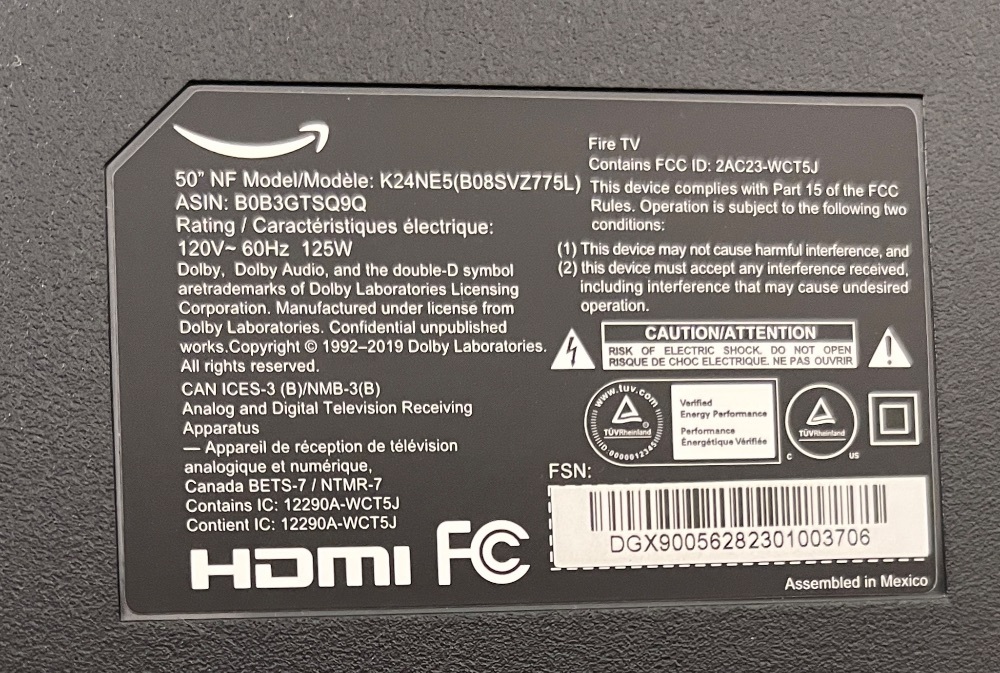 50” NF Model/Modèle: K24NE5(B08SVZ775L)
ASIN: B0B3GTSQ9Q
Rating / Caractéristiques électrique:
120V~ 60Hz 125W
Dolby, Dolby Audio, and the double-D symbol
aretrademarks of Dolby Laboratories Licensing
Corporation. Manufactured under license from
Dolby Laboratories. Confidential unpublished
works.Copyright © 1992–2019 Dolby Laboratories.
All rights reserved.
CAN ICES-3 (B)/NMB-3(B)
Analog and Digital Television Receiving
Apparatus
— Appareil de réception de télévision
analogique et numérique,
Canada BETS-7 / NTMR-7
Contains IC: 12290A-WCT5J
Contient IC: 12290A-WCT5J
HDMI FC
Fire TV
Contains FCC ID: 2AC23-WCT5J
This device complies with Part 15 of the FCC
Rules. Operation is subject to the following two
conditions:
(1) This device may not cause harmful interference, and
(2) this device must accept any interference received,
including interference that may cause undesired
operation.
CAUTION/ATTENTION
RISK OF ELECTRIC SHOCK. DO NOT OPEN
RISQUE DE CHOC ELECTRIQUE. NE PAS OUVRIR
www.tuv.com
TÜVRheinland®
ID 0000012345
Verified
Energy Performance
Performance
Énergétique Vérifiée
TÜVRheinland
C US
FSN:
DGX90056282301003706
Assembled in Mexico